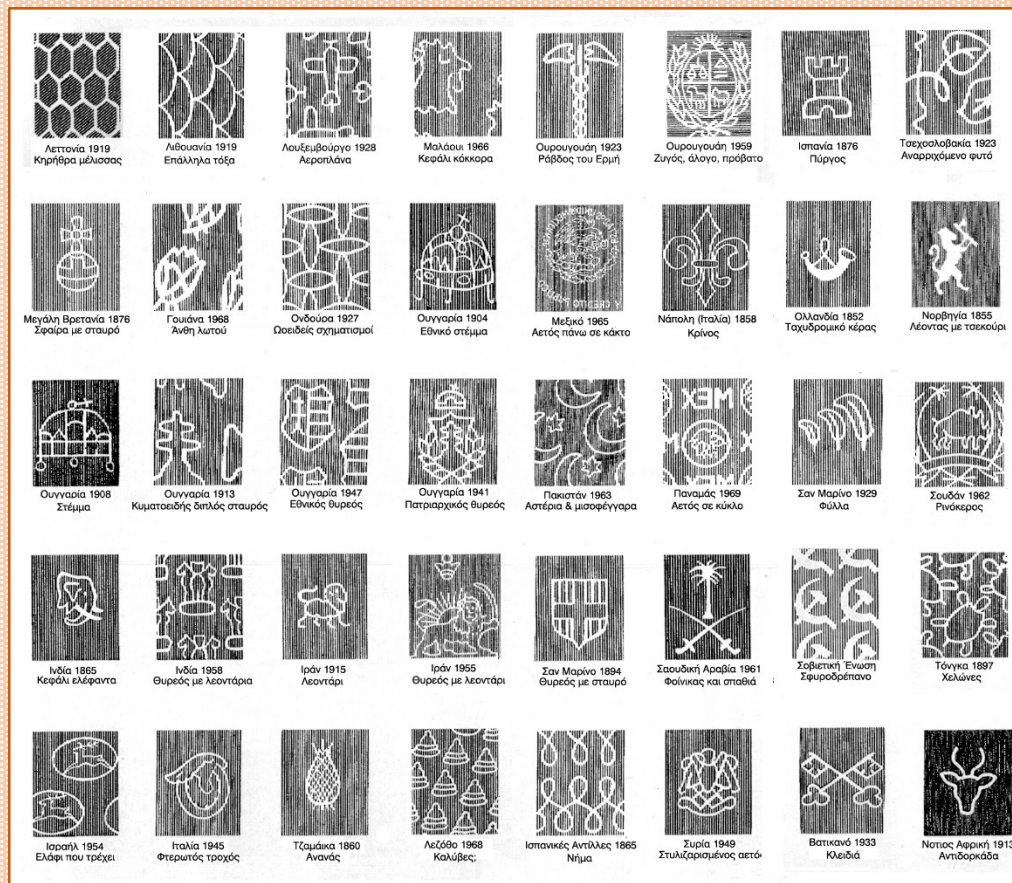 Λεττονία 1919
Κηρήθρα μέλισσας
Λιθουανία 1919
Επάλληλα τόξα
Λουξεμβούργο 1928
Αεροπλάνα
Μαλάουι 1966
Κεφάλι κόκκορα
Ουρουγουάη 1923
Ράβδος του Ερμή
Ουρουγουάη 1959
Ζυγός, άλογο, πρόβατο
Ισπανία 1876
Πύργος
Τσεχοσλοβακία 1923
Αναρριχόμενο φυτό
Μεγάλη Βρετανία 1876
Σφαίρα με σταυρό
Γουιάνα 1968
Άνθη λωτού
Ονδούρα 1927
Ωοειδείς σχηματισμοί
Ουγγαρία 1904
Εθνικό στέμμα
Μεξικό 1965
Αετός πάνω σε κάκτο
Νάπολη (Ιταλία) 1858
Κρίνος
Ολλανδία 1852
Ταχυδρομικό κέρας
Νορβηγία 1855
Λέοντας με τσεκούρι
MEX
Ουγγαρία 1908
Στέμμα
Ουγγαρία 1913
Κυματοειδής διπλός σταυρός
Ουγγαρία 1947
Εθνικός θυρεός
Ουγγαρία 1941
Πατριαρχικός θυρεός
Πακιστάν 1963
Αστέρια & μισοφέγγαρα
Παναμάς 1969
Αετός σε κύκλο
Σαν Μαρίνο 1929
Φύλλα
Σουδάν 1962
Ρινόκερος
Ινδία 1865
Κεφάλι ελέφαντα
Ινδία 1958
Θυρεός με λεοντάρια
Ιράν 1915
Λεοντάρι
Ιράν 1955
Θυρεός με λεοντάρι
Σαν Μαρίνο 1894
Θυρεός με σταυρό
Σαουδική Αραβία 1961
Φοίνικας και σπαθιά
Σοβιετική Ένωση
Σφυροδρέπανο
Τόνγκα 1897
Χελώνες
Ισραήλ 1954
Ελάφι που τρέχει
Ιταλία 1945
Φτερωτός τροχός
Τζαμάικα 1860
Ανανάς
Λεζόθο 1968
Καλύβες;
Ισπανικές Αντίλλες 1865
Νήμα
Συρία 1949
Στυλιζαρισμένος αετό
Βατικανό 1933
Κλειδιά
Νοτιος Αφρική 1913
Αντιδορκάδα